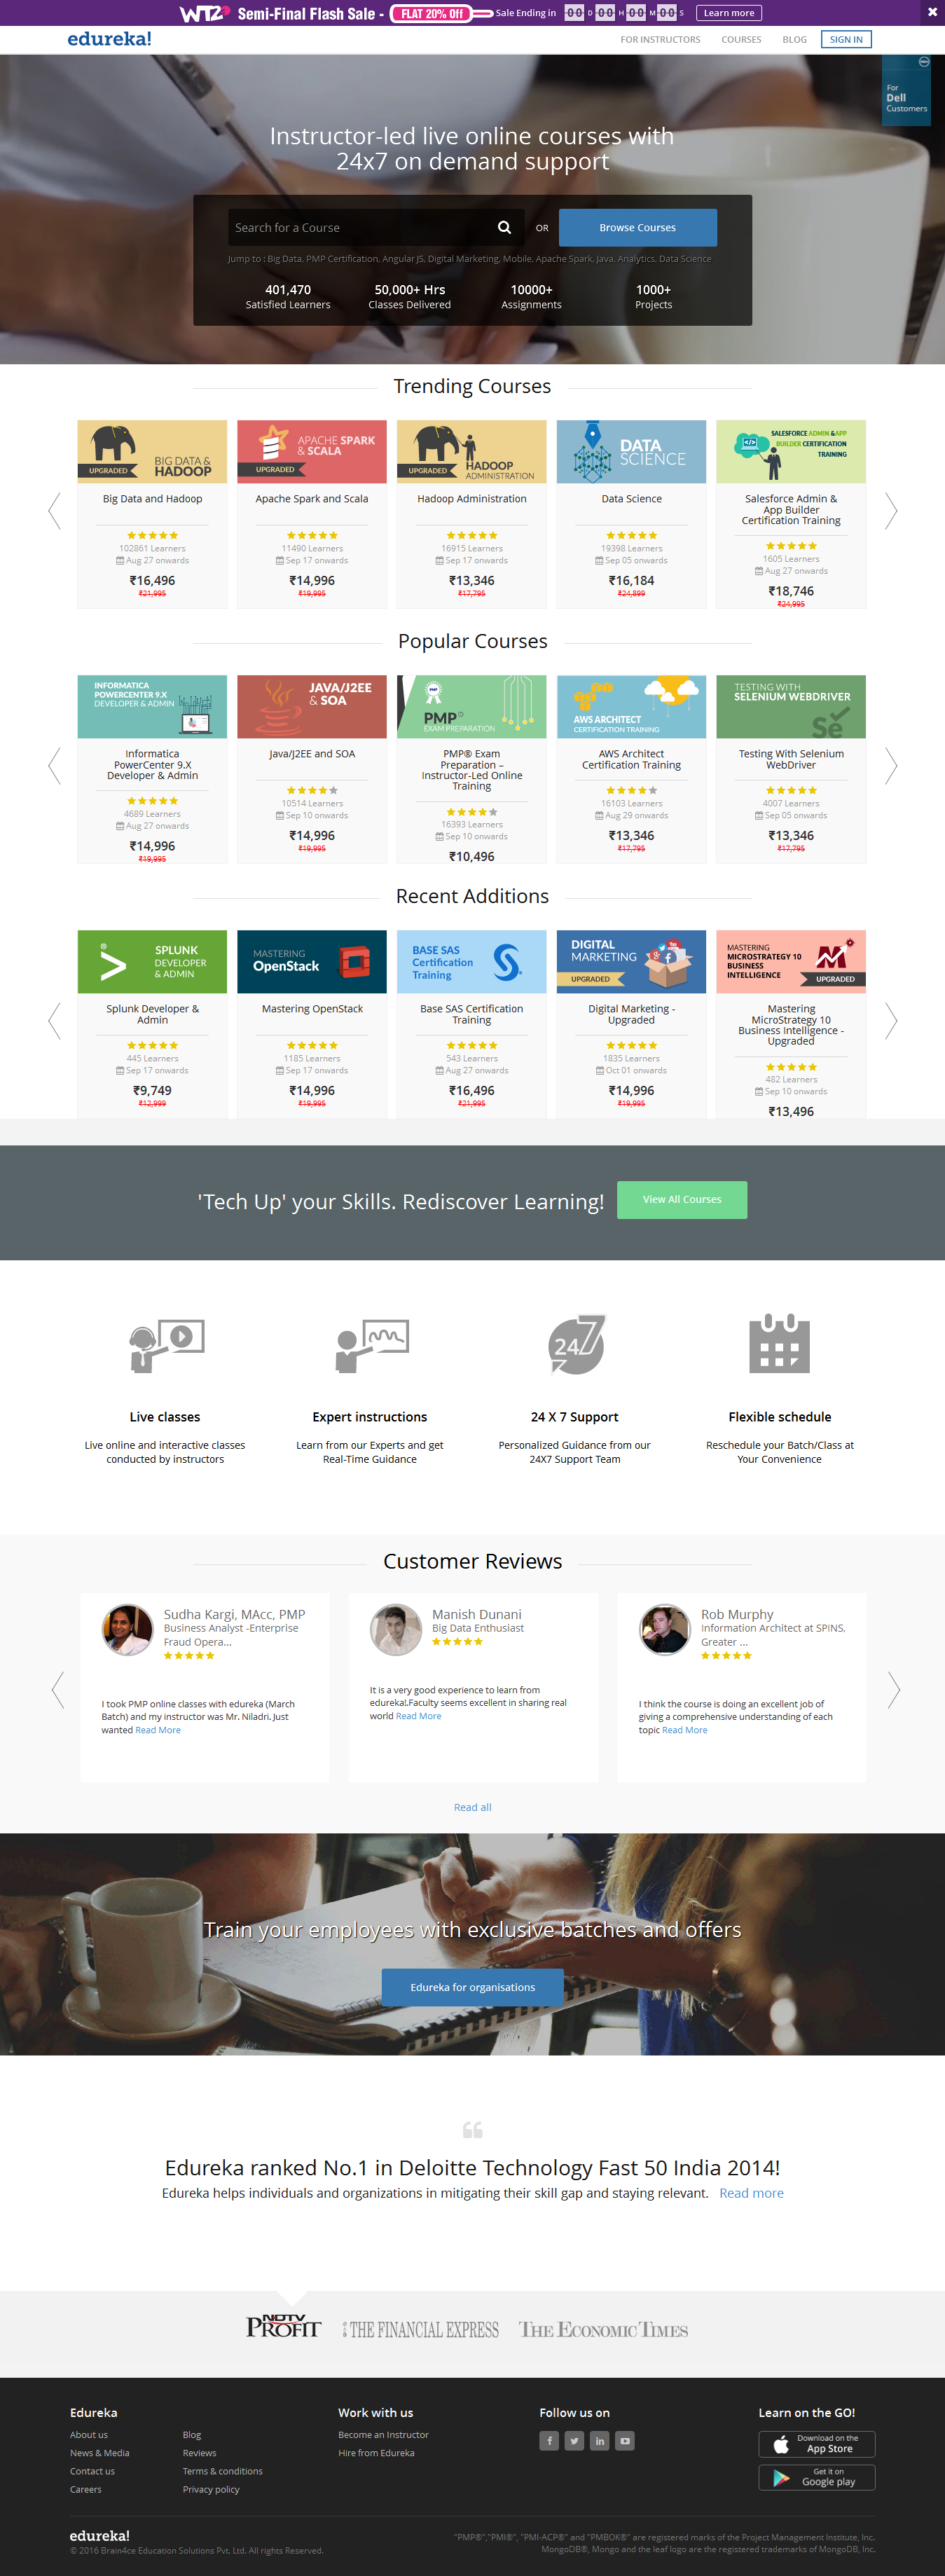 WTZ Semi-Final Flash Sale - FLAT 20% Off Sale Ending in 00 D 00 H 00 M 00 S Learn more
edureka! FOR INSTRUCTORS COURSES BLOG SIGN IN
For
Dell
Customers
Instructor-led live online courses with
24x7 on demand support
Search for a Course OR Browse Courses
Jump to : Big Data, PMP Certification, Angular JS, Digital Marketing, Mobile, Apache Spark, Java, Analytics, Data Science
401,470 50,000+ Hrs 10000+ 1000+
Satisfied Learners Classes Delivered Assignments Projects
Trending Courses
BIG DATA &
HADOOP
UPGRADED
Big Data and Hadoop
102861 Learners
Aug 27 onwards
₹16,496
₹21,995
APACHE SPARK
& SCALA
UPGRADED
Apache Spark and Scala
11490 Learners
Sep 17 onwards
₹14,996
₹19,995
HADOOP
ADMINISTRATION
UPGRADED
Hadoop Administration
16915 Learners
Sep 17 onwards
₹13,346
₹17,795
DATA
SCIENCE
Data Science
19398 Learners
Sep 05 onwards
₹16,184
₹24,899
SALESFORCE ADMIN &APP
BUILDER CERTIFICATION
TRAINING
Salesforce Admin &
App Builder
Certification Training
1605 Learners
Aug 27 onwards
₹18,746
₹24,995
Popular Courses
INFORMATICA
POWERCENTER 9.X
DEVELOPER & ADMIN
Informatica
PowerCenter 9.X
Developer & Admin
4689 Learners
Aug 27 onwards
₹14,996
₹19,995
JAVA/J2EE
& SOA
Java/J2EE and SOA
10514 Learners
Sep 10 onwards
₹14,996
₹19,995
PMP
PMP®
EXAM PREPARATION
PMP® Exam
Preparation –
Instructor-Led Online
Training
16393 Learners
Sep 10 onwards
₹10,496
AWS ARCHITECT
CERTIFICATION TRAINING
AWS Architect
Certification Training
16103 Learners
Aug 29 onwards
₹13,346
₹17,795
TESTING WITH
SELENIUM WEBDRIVER
Se
Testing With Selenium
WebDriver
4007 Learners
Sep 05 onwards
₹13,346
₹17,795
Recent Additions
SPLUNK
DEVELOPER
& ADMIN
Splunk Developer &
Admin
445 Learners
Sep 17 onwards
₹9,749
₹12,999
MASTERING
OpenStack
Mastering OpenStack
1185 Learners
Sep 17 onwards
₹14,996
₹19,995
BASE SAS
Certification
Training
Base SAS Certification
Training
543 Learners
Aug 27 onwards
₹16,496
₹21,995
DIGITAL
MARKETING
UPGRADED
Digital Marketing -
Upgraded
1835 Learners
Oct 01 onwards
₹14,996
₹19,995
MASTERING
MICROSTRATEGY 10
BUSINESS
INTELLIGENCE
UPGRADED
Mastering
MicroStrategy 10
Business Intelligence -
Upgraded
482 Learners
Sep 10 onwards
₹13,496
'Tech Up' your Skills. Rediscover Learning! View All Courses
24/7
Live classes
Live online and interactive classes
conducted by instructors
Expert instructions
Learn from our Experts and get
Real-Time Guidance
24 X 7 Support
Personalized Guidance from our
24X7 Support Team
Flexible schedule
Reschedule your Batch/Class at
Your Convenience
Customer Reviews
Sudha Kargi, MAcc, PMP
Business Analyst -Enterprise
Fraud Opera...
I took PMP online classes with edureka (March
Batch) and my instructor was Mr. Niladri. Just
wanted Read More
Manish Dunani
Big Data Enthusiast
It is a very good experience to learn from
edureka!.Faculty seems excellent in sharing real
world Read More
Rob Murphy
Information Architect at SPINS,
Greater ...
I think the course is doing an excellent job of
giving a comprehensive understanding of each
topic Read More
Read all
Train your employees with exclusive batches and offers
Edureka for organisations
Edureka ranked No.1 in Deloitte Technology Fast 50 India 2014!
Edureka helps individuals and organizations in mitigating their skill gap and staying relevant. Read more
NDTV
PROFIT THE FINANCIAL EXPRESS THE ECONOMIC TIMES
Edureka
About us
News & Media
Contact us
Careers
Blog
Reviews
Terms & conditions
Privacy policy
Work with us
Become an Instructor
Hire from Edureka
Follow us on
Learn on the GO!
Download on the
App Store
Get it on
Google play
edureka!
© 2016 Brain4ce Education Solutions Pvt. Ltd. All rights Reserved.
"PMP®","PMI®", "PMI-ACP®" and "PMBOK®" are registered marks of the Project Management Institute, Inc.
MongoDB®, Mongo and the leaf logo are the registered trademarks of MongoDB, Inc.